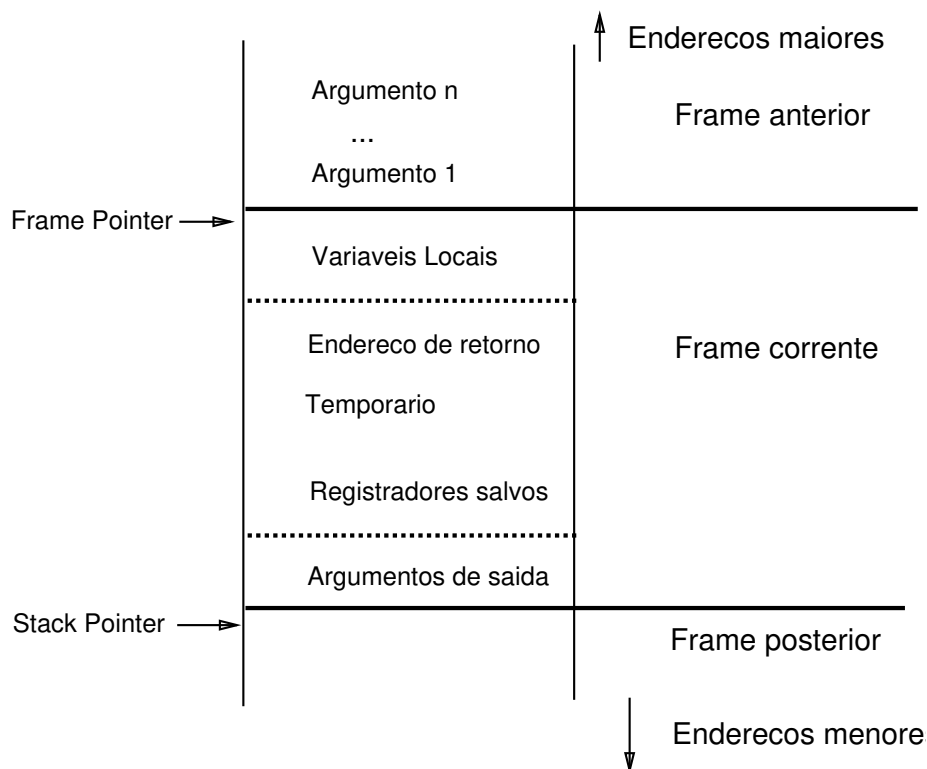 Enderecos maiores
Argumento n
Frame anterior
...
Argumento 1
Frame Pointer
Variaveis Locais
Endereco de retorno
Frame corrente
Temporario
Registradores salvos
Argumentos de saida
Stack Pointer
Frame posterior
Enderecos menores